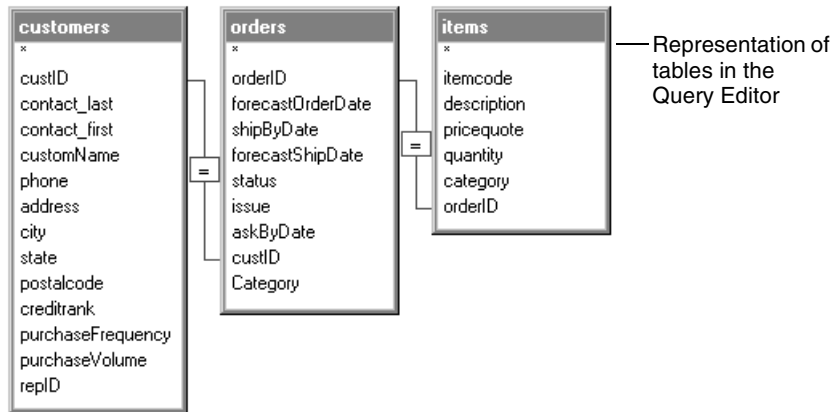 customers
*
custID
contact_last
contact_first
customName
phone
address
city
state
postalcode
creditrank
purchaseFrequency
purchaseVolume
repID
=
orders
*
orderID
forecastOrderDate
shipByDate
forecastShipDate
status
issue
askByDate
custID
Category
=
items
*
itemcode
description
pricequote
quantity
category
orderID
Representation of
tables in the
Query Editor